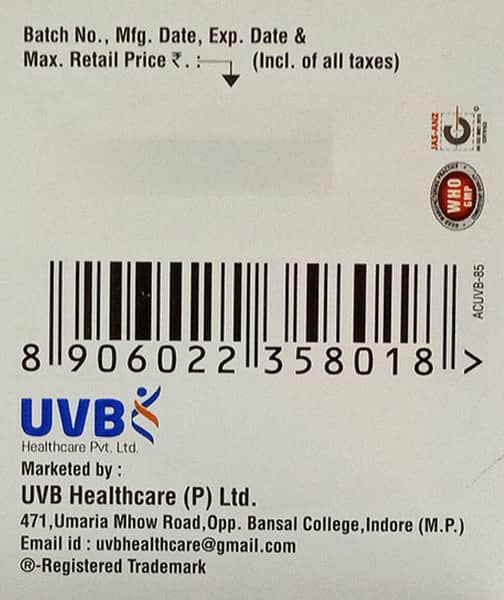 Batch No., Mfg. Date, Exp. Date &
Max. Retail Price ₹. : (Incl. of all taxes)
JAS-ANZ
WHO
GMP
ACUVB-85
8 906022 358018 >
UVB
Healthcare Pvt. Ltd.
Marketed by :
UVB Healthcare (P) Ltd.
471,Umaria Mhow Road,Opp. Bansal College,Indore (M.P.)
Email id : uvbhealthcare@gmail.com
®-Registered Trademark